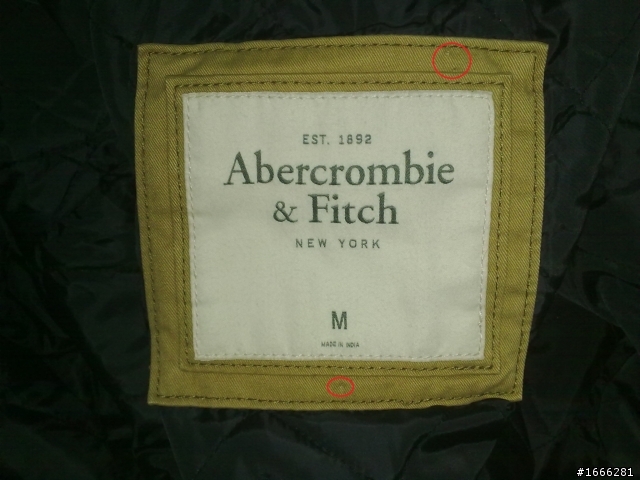 EST. 1892
Abercrombie
& Fitch
NEW YORK
M
MADE IN INDIA
#1666281